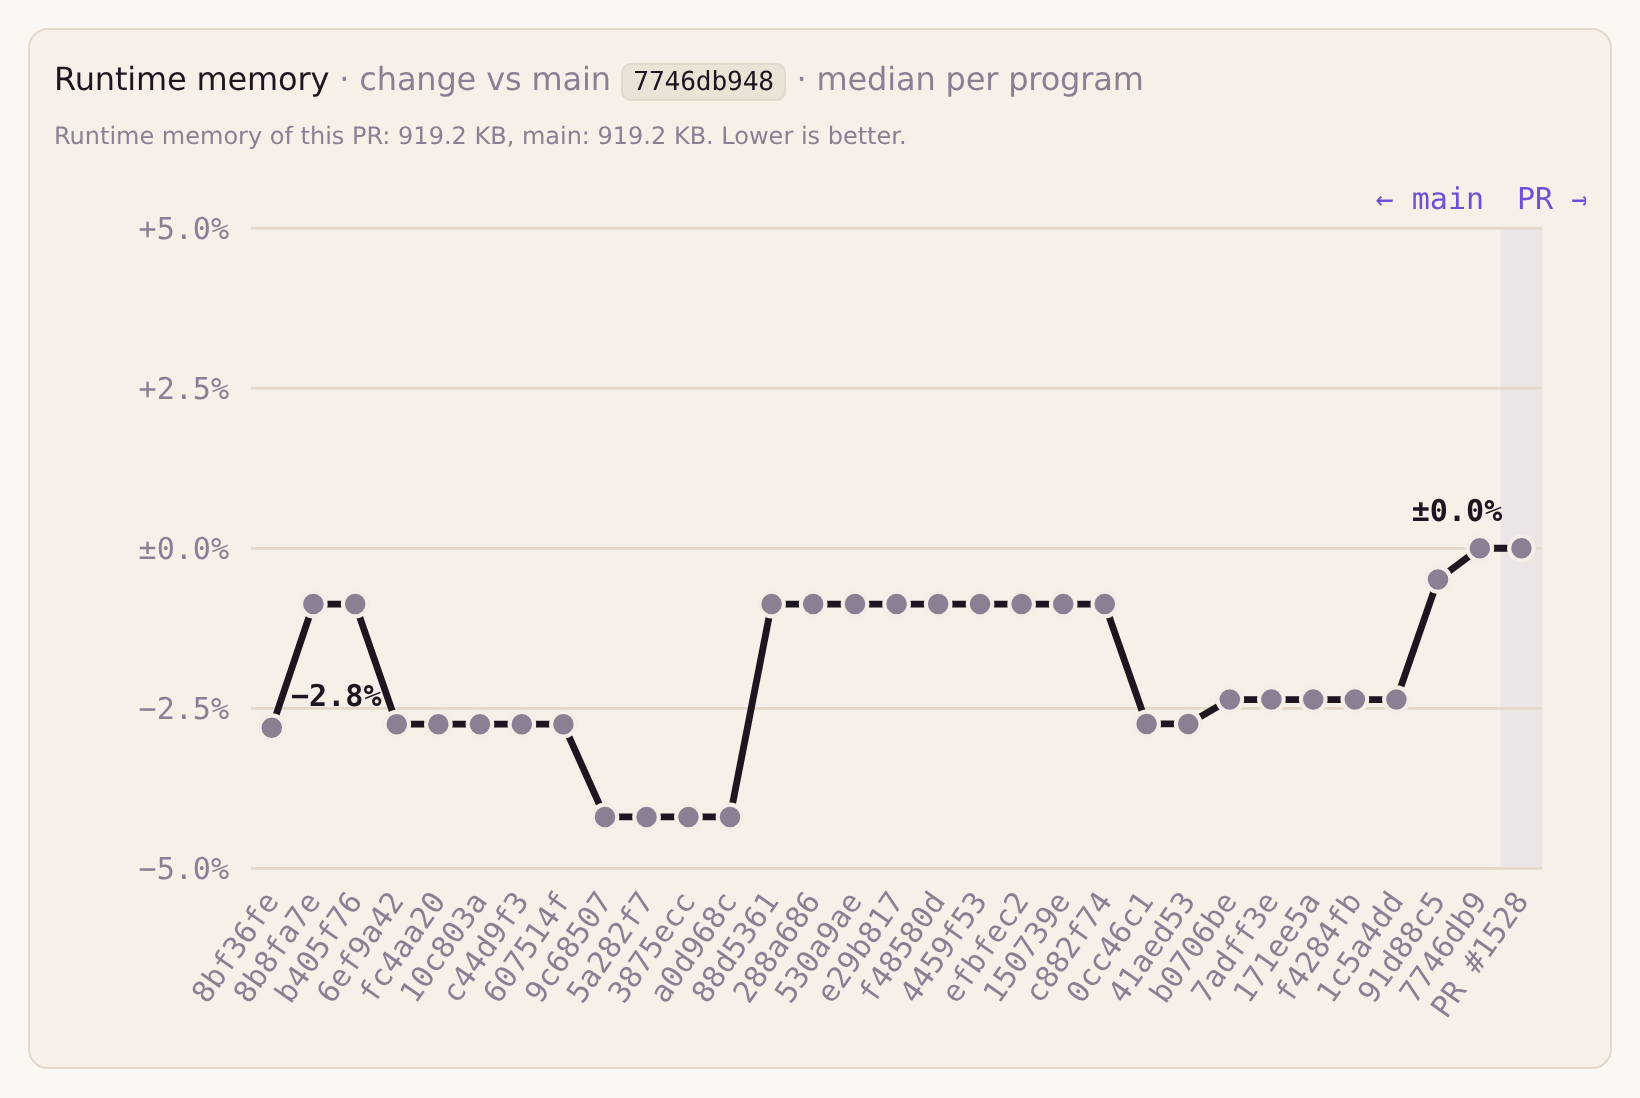 Runtime memory · change vs main 7746db948 · median per program
Runtime memory of this PR: 919.2 KB, main: 919.2 KB. Lower is better.
← main PR →
+5.0%
+2.5%
±0.0%
−2.5%
−5.0%
−2.8%
±0.0%
8bf36fe
8b8fa7e
b405f76
6ef9a42
fc4aa20
10c803a
c44d9f3
607514f
9c68507
5a282f7
3875ecc
a0d968c
88d5361
288a686
530a9ae
e29b817
f48580d
4459f53
efbfec2
150739e
c882f74
0cc46c1
41aed53
b0706be
7adff3e
171ee5a
f4284fb
1c5a4dd
91d88c5
7746db9
PR #1528